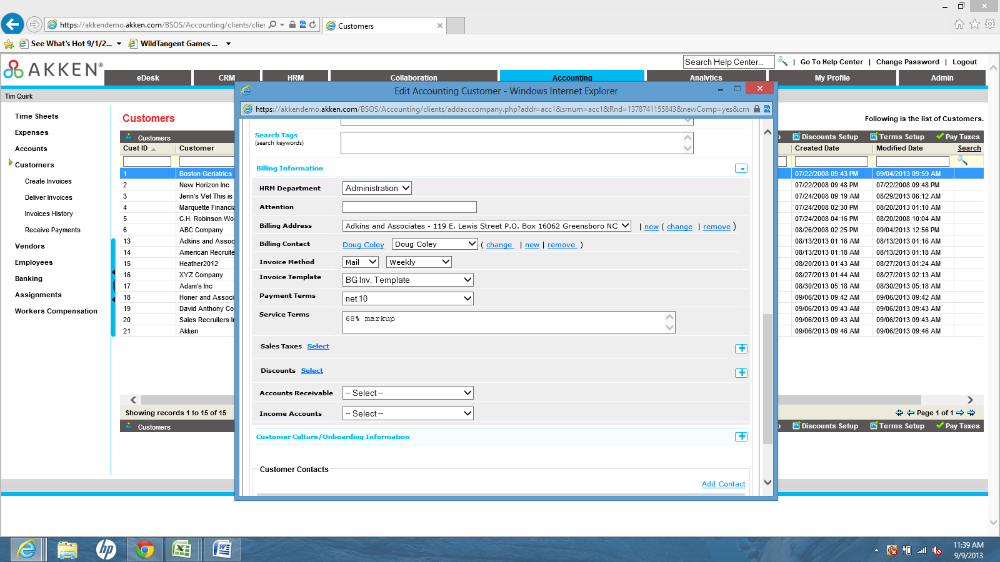 https://akkendemo.akken.com/BSOS/Accounting/clients/clier
Customers
See What's Hot 9/1/2...
WildTangent Games ...
AKKEN®
Search Help Center...
| Go To Help Center | Change Password | Logout
eDesk CRM HRM Collaboration Accounting Analytics My Profile Admin
Tim Quirk
Time Sheets
Expenses
Accounts
Customers
Create Invoices
Deliver Invoices
Invoices History
Receive Payments
Vendors
Employees
Banking
Assignments
Workers Compensation
Customers
Following is the list of Customers.
Customers
Discounts Setup Terms Setup Pay Taxes
Cust ID Customer Created Date Modified Date Search
1 Boston Geriatrics 07/22/2008 09:43 PM 09/04/2013 09:59 AM
2 New Horizon Inc 07/22/2008 09:48 PM 07/22/2008 09:48 PM
3 Jenn's Vet This is 07/24/2008 09:19 AM 08/29/2013 06:12 AM
4 Marquette Financia 07/24/2008 02:30 PM 08/20/2013 01:10 AM
5 C.H. Robinson Wo 07/24/2008 04:16 PM 08/20/2013 10:04 AM
6 ABC Company 08/26/2008 02:25 PM 09/04/2013 12:56 PM
13 Adkins and Assoc 08/13/2013 01:16 AM 08/13/2013 01:16 AM
14 American Recruite 08/13/2013 01:18 AM 08/13/2013 01:18 AM
15 Heather2012 08/20/2013 01:43 AM 08/27/2013 01:24 AM
16 XYZ Company 08/27/2013 01:44 AM 08/27/2013 02:13 AM
17 Adam's Inc 08/30/2013 05:18 AM 08/30/2013 05:18 AM
18 Honer and Associ 09/06/2013 09:42 AM 09/06/2013 09:42 AM
19 David Anthony Co 09/06/2013 09:43 AM 09/06/2013 09:43 AM
20 Sales Recruiters Ir 09/06/2013 09:43 AM 09/06/2013 09:43 AM
21 Akken 09/06/2013 09:46 AM 09/06/2013 09:46 AM
Showing records 1 to 15 of 15
Page 1 of 1
Customers
Discounts Setup Terms Setup Pay Taxes
Edit Accounting Customer - Windows Internet Explorer
https://akkendemo.akken.com/BSOS/Accounting/clients/addacccompany.php?addr=acc1&srnum=acc1&Rnd=1378741155843&newComp=yes&crm
Search Tags
(search keywords)
Billing Information
HRM Department Administration
Attention
Billing Address Adkins and Associates - 119 E. Lewis Street P.O. Box 16062 Greensboro NC | new ( change | remove )
Billing Contact Doug Coley Doug Coley ( change | new | remove )
Invoice Method Mail Weekly
Invoice Template BG Inv. Template
Payment Terms net 10
Service Terms 68% markup
Sales Taxes Select
Discounts Select
Accounts Receivable -- Select --
Income Accounts -- Select --
Customer Culture/Onboarding Information
Customer Contacts
Add Contact
11:39 AM
9/9/2013